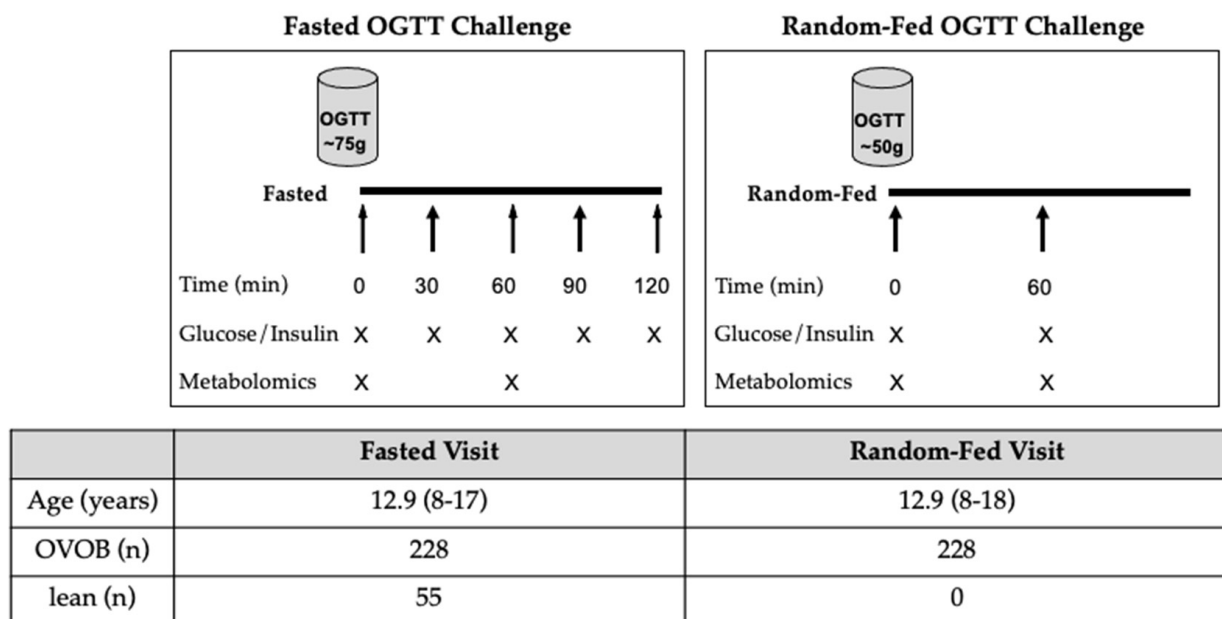 Fasted OGTT Challenge
OGTT
~75g
Fasted
Time (min) 0 30 60 90 120
Glucose/Insulin X X X X X
Metabolomics X X
Random-Fed OGTT Challenge
OGTT
~50g
Random-Fed
Time (min) 0 60
Glucose/Insulin X X
Metabolomics X X
Fasted Visit Random-Fed Visit
Age (years) 12.9 (8-17) 12.9 (8-18)
OVOB (n) 228 228
lean (n) 55 0